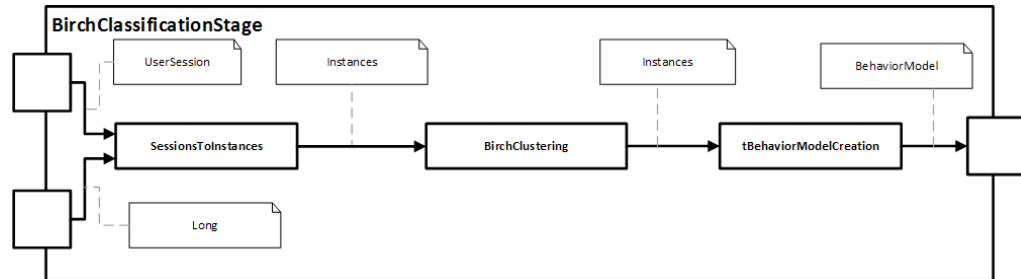 BirchClassificationStage
UserSession
Instances
Instances
BehaviorModel
SessionsToInstances
BirchClustering
tBehaviorModelCreation
Long